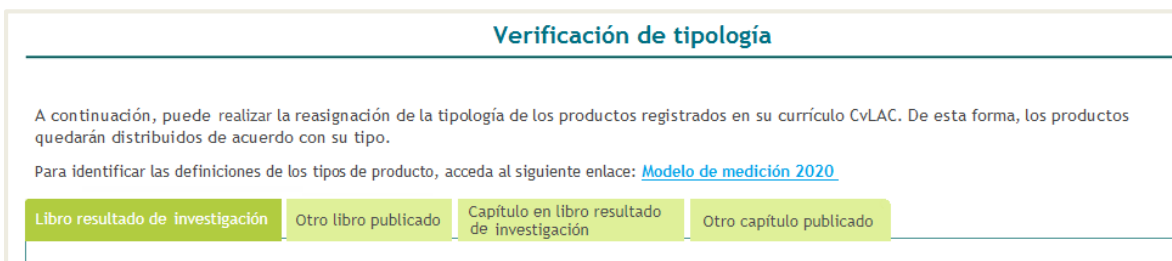 Verificación de tipología
A continuación, puede realizar la reasignación de la tipología de los productos registrados en su currículo CvLAC. De esta forma, los productos
quedarán distribuidos de acuerdo con su tipo.
Para identificar las definiciones de los tipos de producto, acceda al siguiente enlace: Modelo de medición 2020
Libro resultado de investigación
Otro libro publicado
Capítulo en libro resultado
de investigación
Otro capítulo publicado